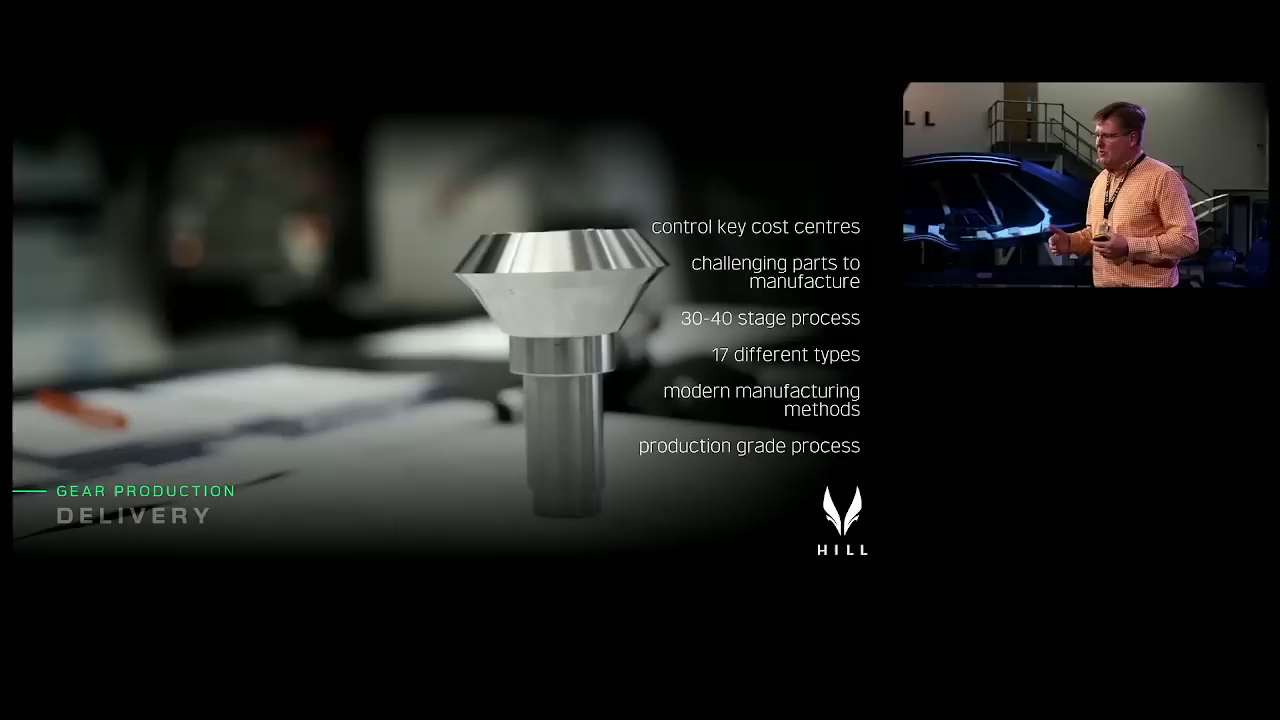 control key cost centres
challenging parts to
manufacture
30-40 stage process
17 different types
modern manufacturing
methods
production grade process
GEAR PRODUCTION
DELIVERY
HILL
LL